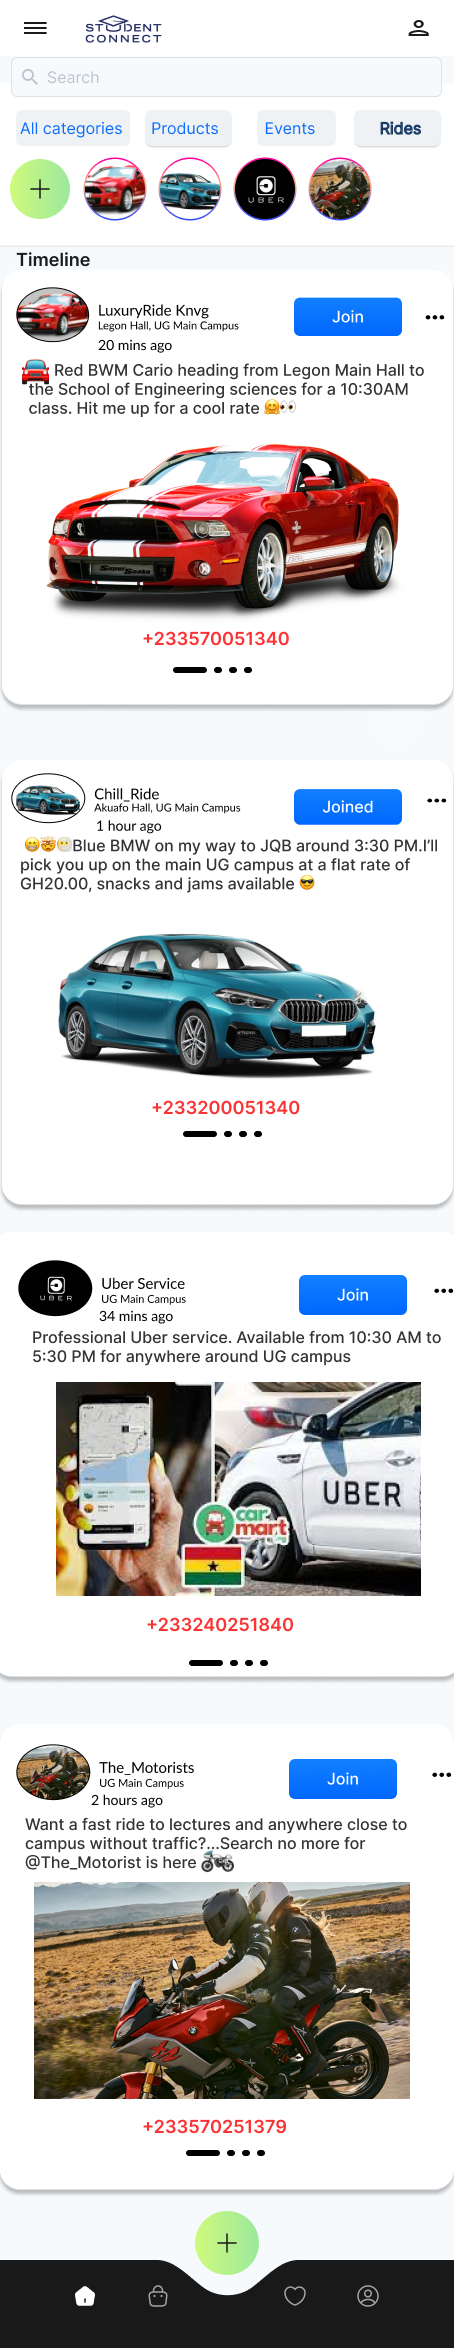 STUDENT
CONNECT
Search
All categories
Products
Events
Rides
UBER
Timeline
LuxuryRide Knvg
Legon Hall, UG Main Campus
20 mins ago
Join
Red BWM Cario heading from Legon Main Hall to
the School of Engineering sciences for a 10:30AM
class. Hit me up for a cool rate 🤗👀
Super Snake
+233570051340
Chill_Ride
Akuafo Hall, UG Main Campus
1 hour ago
Joined
Blue BMW on my way to JQB around 3:30 PM.I'll
pick you up on the main UG campus at a flat rate of
GH20.00, snacks and jams available 😎
+233200051340
UBER
Uber Service
UG Main Campus
34 mins ago
Join
Professional Uber service. Available from 10:30 AM to
5:30 PM for anywhere around UG campus
UBER
car
mart
+233240251840
The_Motorists
UG Main Campus
2 hours ago
Join
Want a fast ride to lectures and anywhere close to
campus without traffic?...Search no more for
@The_Motorist is here 🏍
+233570251379